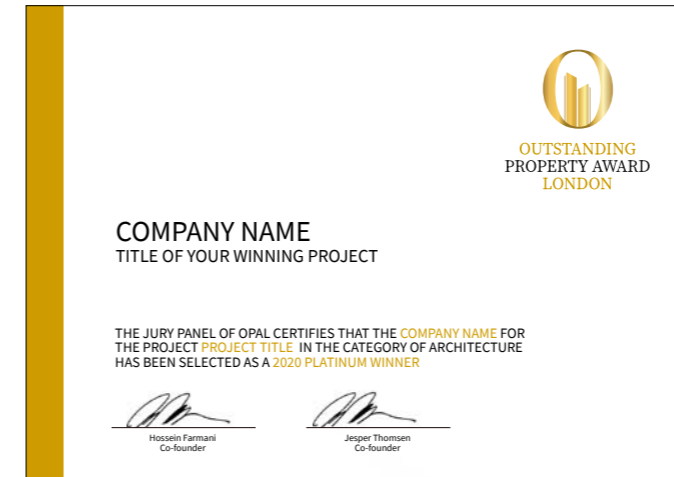 OUTSTANDING
PROPERTY AWARD
LONDON
COMPANY NAME
TITLE OF YOUR WINNING PROJECT
THE JURY PANEL OF OPAL CERTIFIES THAT THE COMPANY NAME FOR
THE PROJECT PROJECT TITLE IN THE CATEGORY OF ARCHITECTURE
HAS BEEN SELECTED AS A 2020 PLATINUM WINNER
Hossein Farmani
Co-founder
Jesper Thomsen
Co-founder